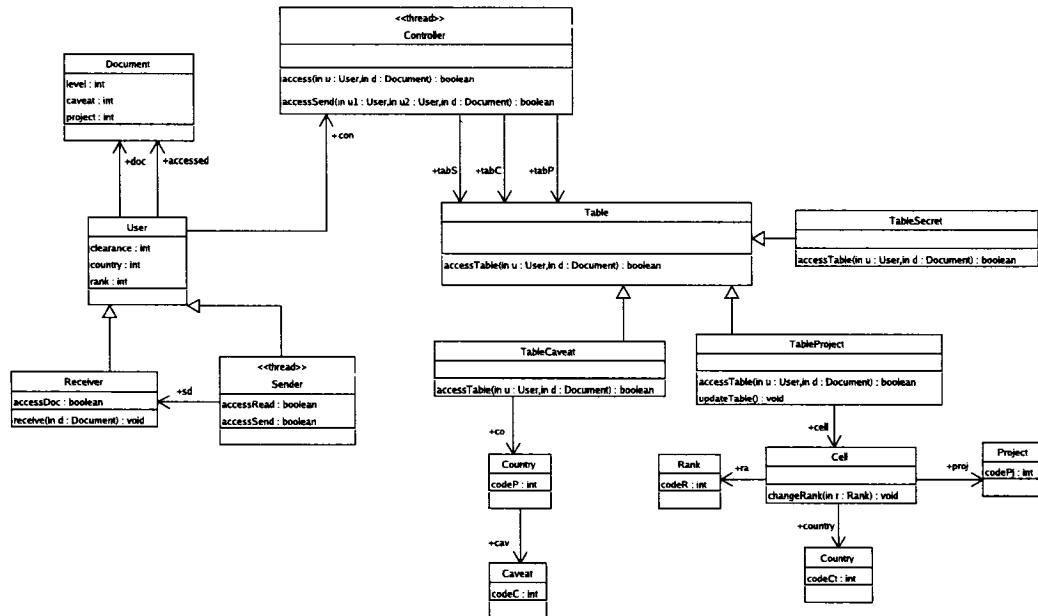 <<thread>>
Controller
access(in u : User,in d : Document) : boolean
accessSend(in u1 : User,in u2 : User,in d : Document) : boolean
Document
level : int
caveat : int
project : int
+doc
+accessed
+con
+tabS
+tabC
+tabP
User
clearance : int
country : int
rank : int
Table
accessTable(in u : User,in d : Document) : boolean
TableSecret
accessTable(in u : User,in d : Document) : boolean
Receiver
accessDoc : boolean
receive(in d : Document) : void
+sd
<<thread>>
Sender
accessRead : boolean
accessSend : boolean
TableCaveat
accessTable(in u : User,in d : Document) : boolean
TableProject
accessTable(in u : User,in d : Document) : boolean
updateTable() : void
+co
+cell
Country
codeP : int
+cav
Caveat
codeC : int
Rank
codeR : int
+ra
Cell
changeRank(in r : Rank) : void
+proj
Project
codePj : int
+country
Country
codeCt : int